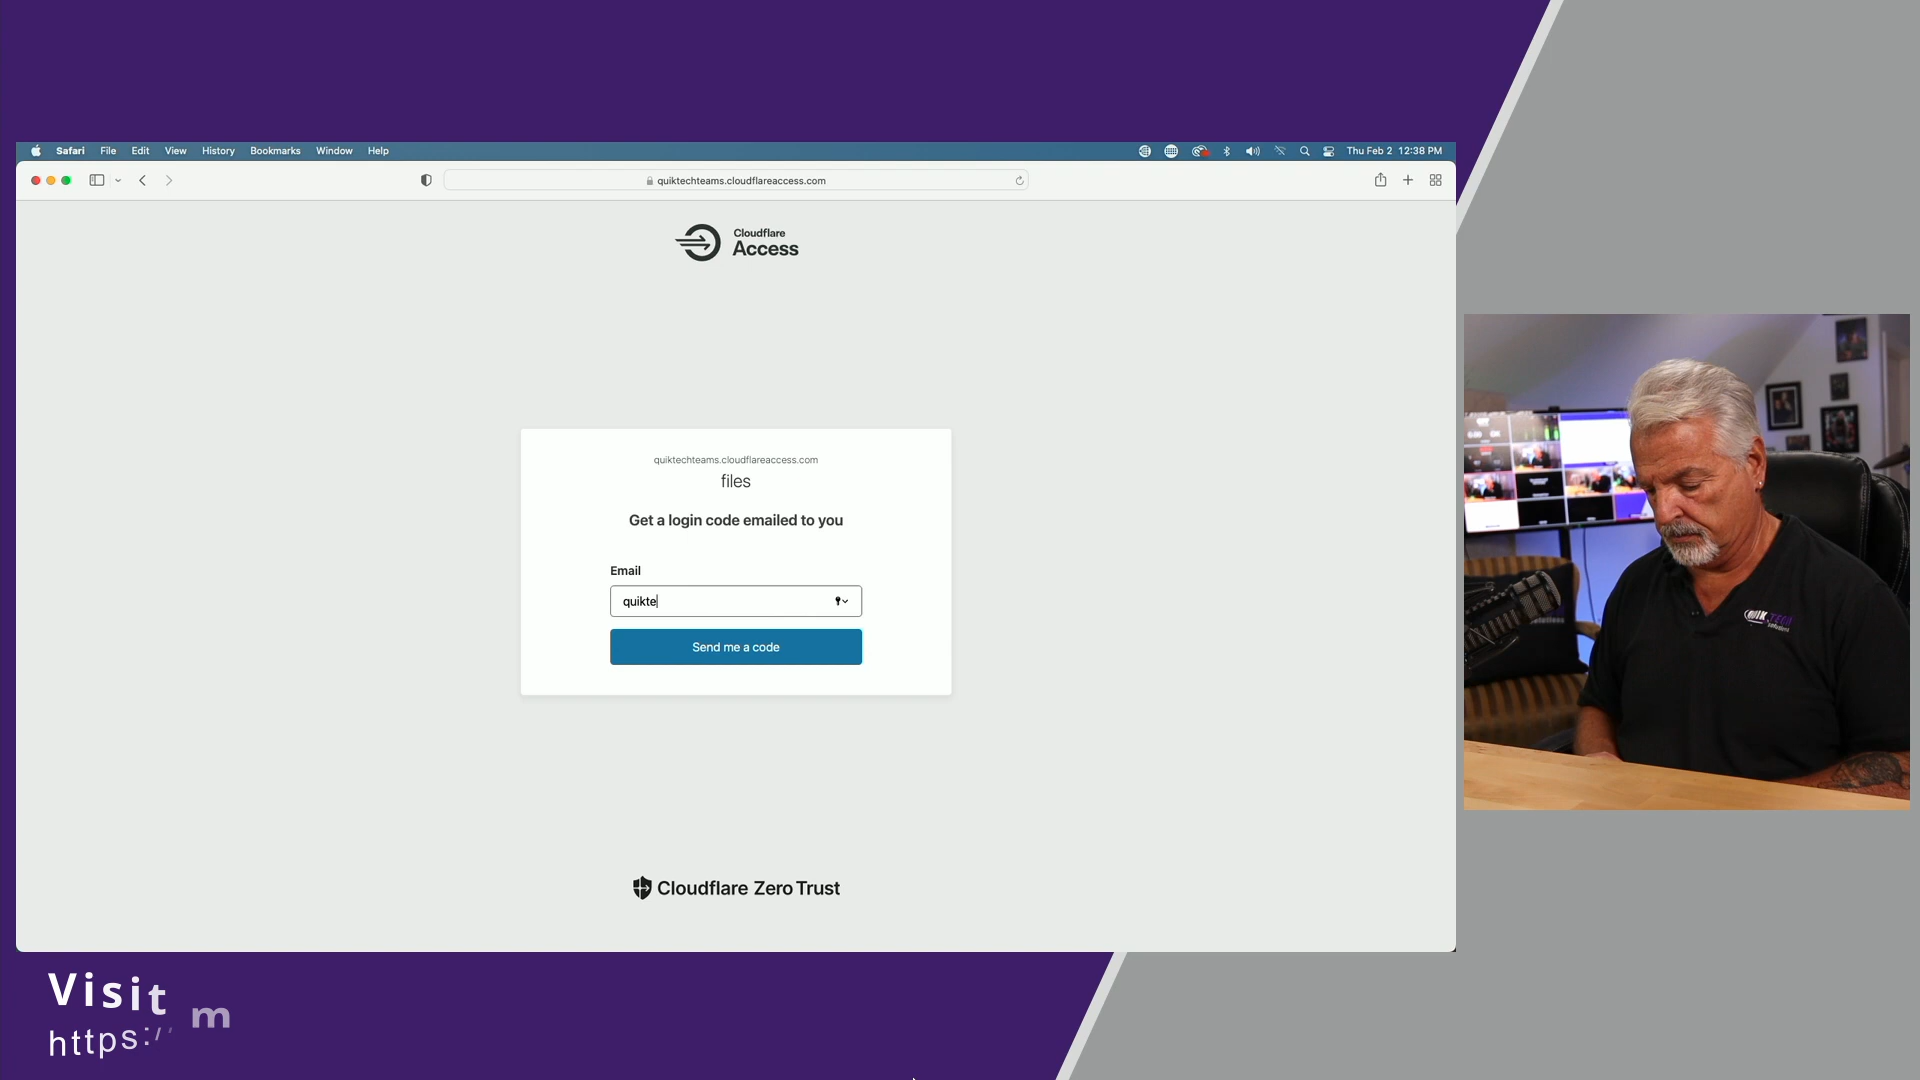 Safari File Edit View History Bookmarks Window Help Thu Feb 2 12:38 PM
quiktechteams.cloudflareaccess.com
Cloudflare
Access
quiktechteams.cloudflareaccess.com
files
Get a login code emailed to you
Email
quikte
Send me a code
Cloudflare Zero Trust
Visit m
https://